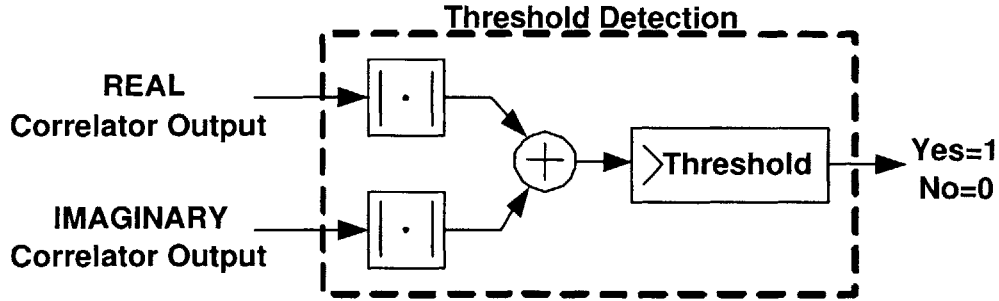 Threshold Detection
REAL
Correlator Output
| · |
+
>Threshold
Yes=1
No=0
IMAGINARY
Correlator Output
| · |